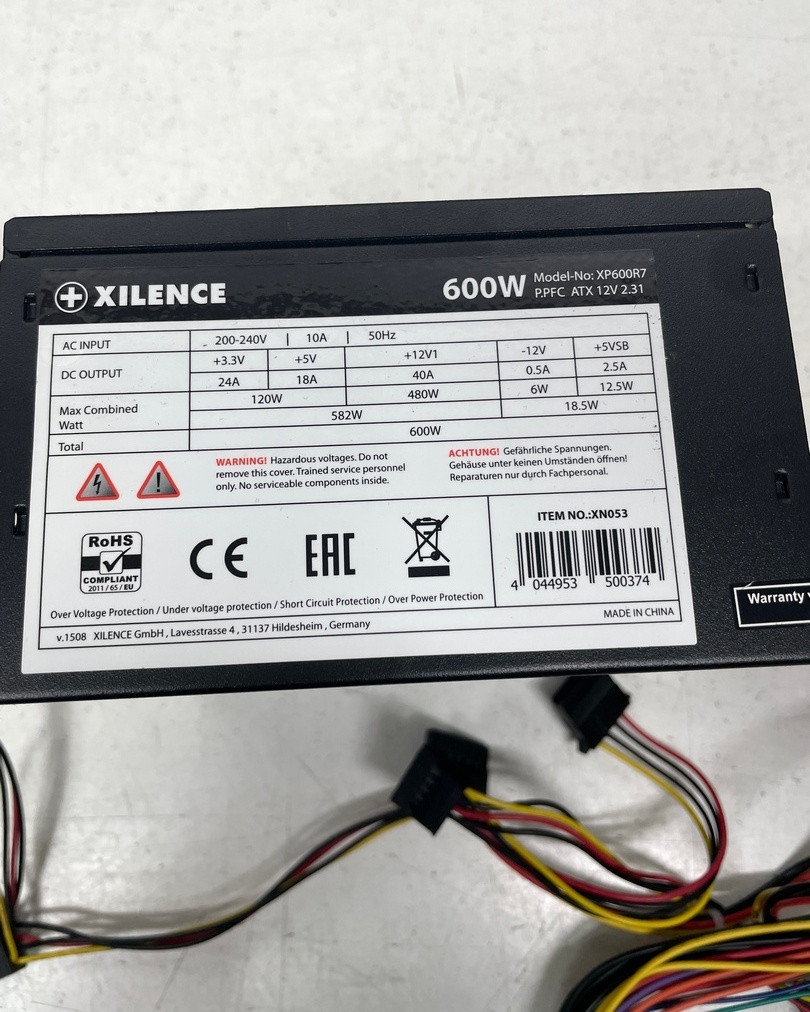 XILENCE
600W
Model-No: XP600R7
P.PFC ATX 12V 2.31
AC INPUT 200-240V | 10A | 50Hz
DC OUTPUT +3.3V +5V +12V1 -12V +5VSB
24A 18A 40A 0.5A 2.5A
Max Combined Watt 120W 480W 6W 12.5W
582W 18.5W
Total 600W
WARNING! Hazardous voltages. Do not
remove this cover. Trained service personnel
only. No serviceable components inside.
ACHTUNG! Gefährliche Spannungen.
Gehäuse unter keinen Umständen öffnen!
Reparaturen nur durch Fachpersonal.
RoHS
COMPLIANT
2011/65/EU
CE
EAC
ITEM NO.:XN053
4 044953 500374
Over Voltage Protection / Under voltage protection / Short Circuit Protection / Over Power Protection
MADE IN CHINA
v.1508 XILENCE GmbH , Lavesstrasse 4 , 31137 Hildesheim , Germany
Warranty